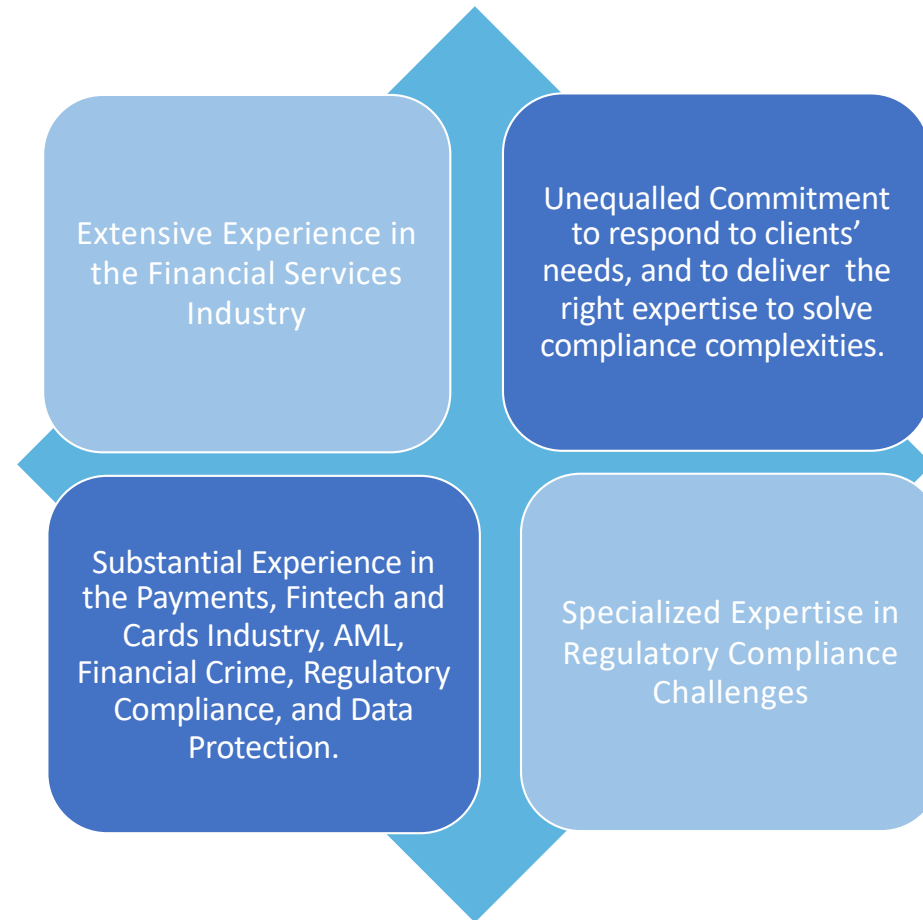 Extensive Experience in
the Financial Services
Industry
Unequalled Commitment
to respond to clients’
needs, and to deliver  the
right expertise to solve
compliance complexities.
Substantial Experience in
the Payments, Fintech and
Cards Industry, AML,
Financial Crime, Regulatory
Compliance, and Data
Protection.
Specialized Expertise in
Regulatory Compliance
Challenges